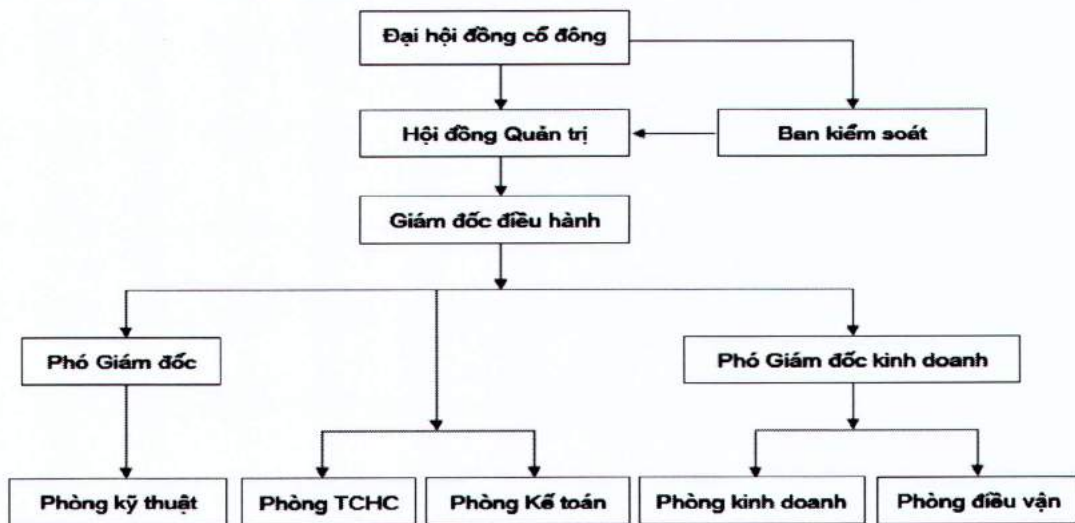 Đại hội đồng cổ đông
Hội đồng Quản trị
Ban kiểm soát
Giám đốc điều hành
Phó Giám đốc
Phó Giám đốc kinh doanh
Phòng kỹ thuật
Phòng TCHC
Phòng Kế toán
Phòng kinh doanh
Phòng điều vận